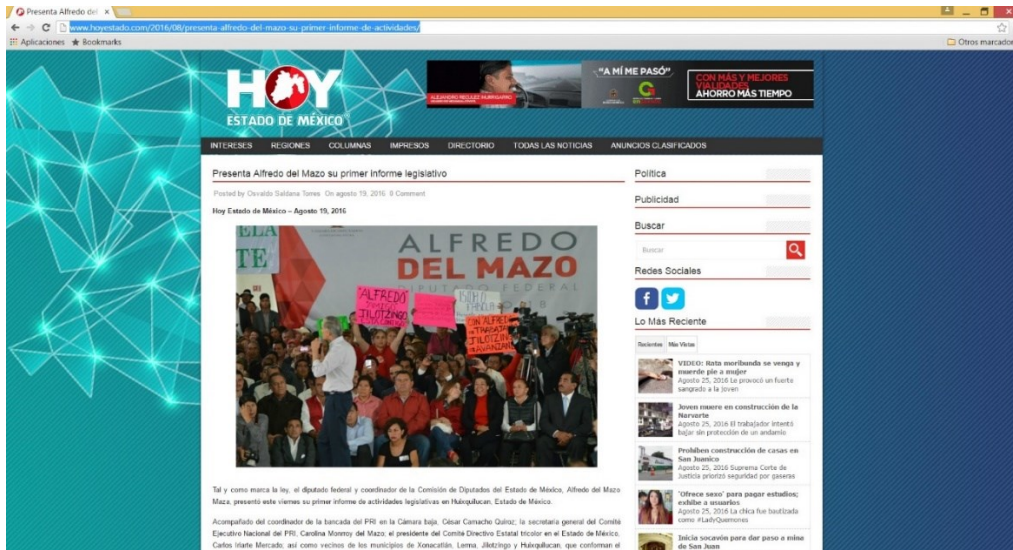 Presenta Alfredo del
www.hoyestado.com/2016/08/presenta-alfredo-del-mazo-su-primer-informe-de-actividades/
Aplicaciones Bookmarks Otros marcador
HOY
ESTADO DE MÉXICO
"A MÍ ME PASÓ"
CON MÁS Y MEJORES
VIALIDADES
AHORRO MÁS TIEMPO
INTERESES REGIONES COLUMNAS IMPRESOS DIRECTORIO TODAS LAS NOTICIAS ANUNCIOS CLASIFICADOS
Presenta Alfredo del Mazo su primer informe legislativo
Posted by Osvaldo Saldana Torres On agosto 19, 2016 0 Comment
Hoy Estado de México – Agosto 19, 2016
ELA
TE
ALFREDO
DEL MAZO
DIPUTADO FEDERAL
ALFREDO
JILOTZINGO
CON ALFREDO
TRABAJA
JILOTZINGO
AVANZA
Tal y como marca la ley, el diputado federal y coordinador de la Comisión de Diputados del Estado de México, Alfredo del Mazo
Maza, presentó este viernes su primer informe de actividades legislativas en Huixquilucan, Estado de México.
Acompañado del coordinador de la bancada del PRI en la Cámara baja, César Camacho Quiroz; la secretaria general del Comité
Ejecutivo Nacional del PRI, Carolina Monroy del Mazo; el presidente del Comité Directivo Estatal tricolor en el Estado de México,
Carlos Iriarte Mercado, así como vecinos de los municipios de Xonacatlán, Lerma, Jilotzingo y Huixquilucan, que conforman el
Política
Publicidad
Buscar
Buscar
Redes Sociales
Lo Más Reciente
Recientes Más Vistas
VIDEO: Rata moribunda se venga y
muerde pie a mujer
Agosto 25, 2016 Le provocó un fuerte
sangrado a la joven
Joven muere en construcción de la
Narvarte
Agosto 25, 2016 El trabajador intentó
bajar sin protección de un andamio
Prohíben construcción de casas en
San Juanico
Agosto 25, 2016 Suprema Corte de
Justicia priorizó seguridad por gaseras
'Ofrece sexo' para pagar estudios;
exhibe a usuarios
Agosto 25, 2016 La chica fue bautizada
como #LadyQuemones
Inicia socavón para dar paso a mina
de San Juan